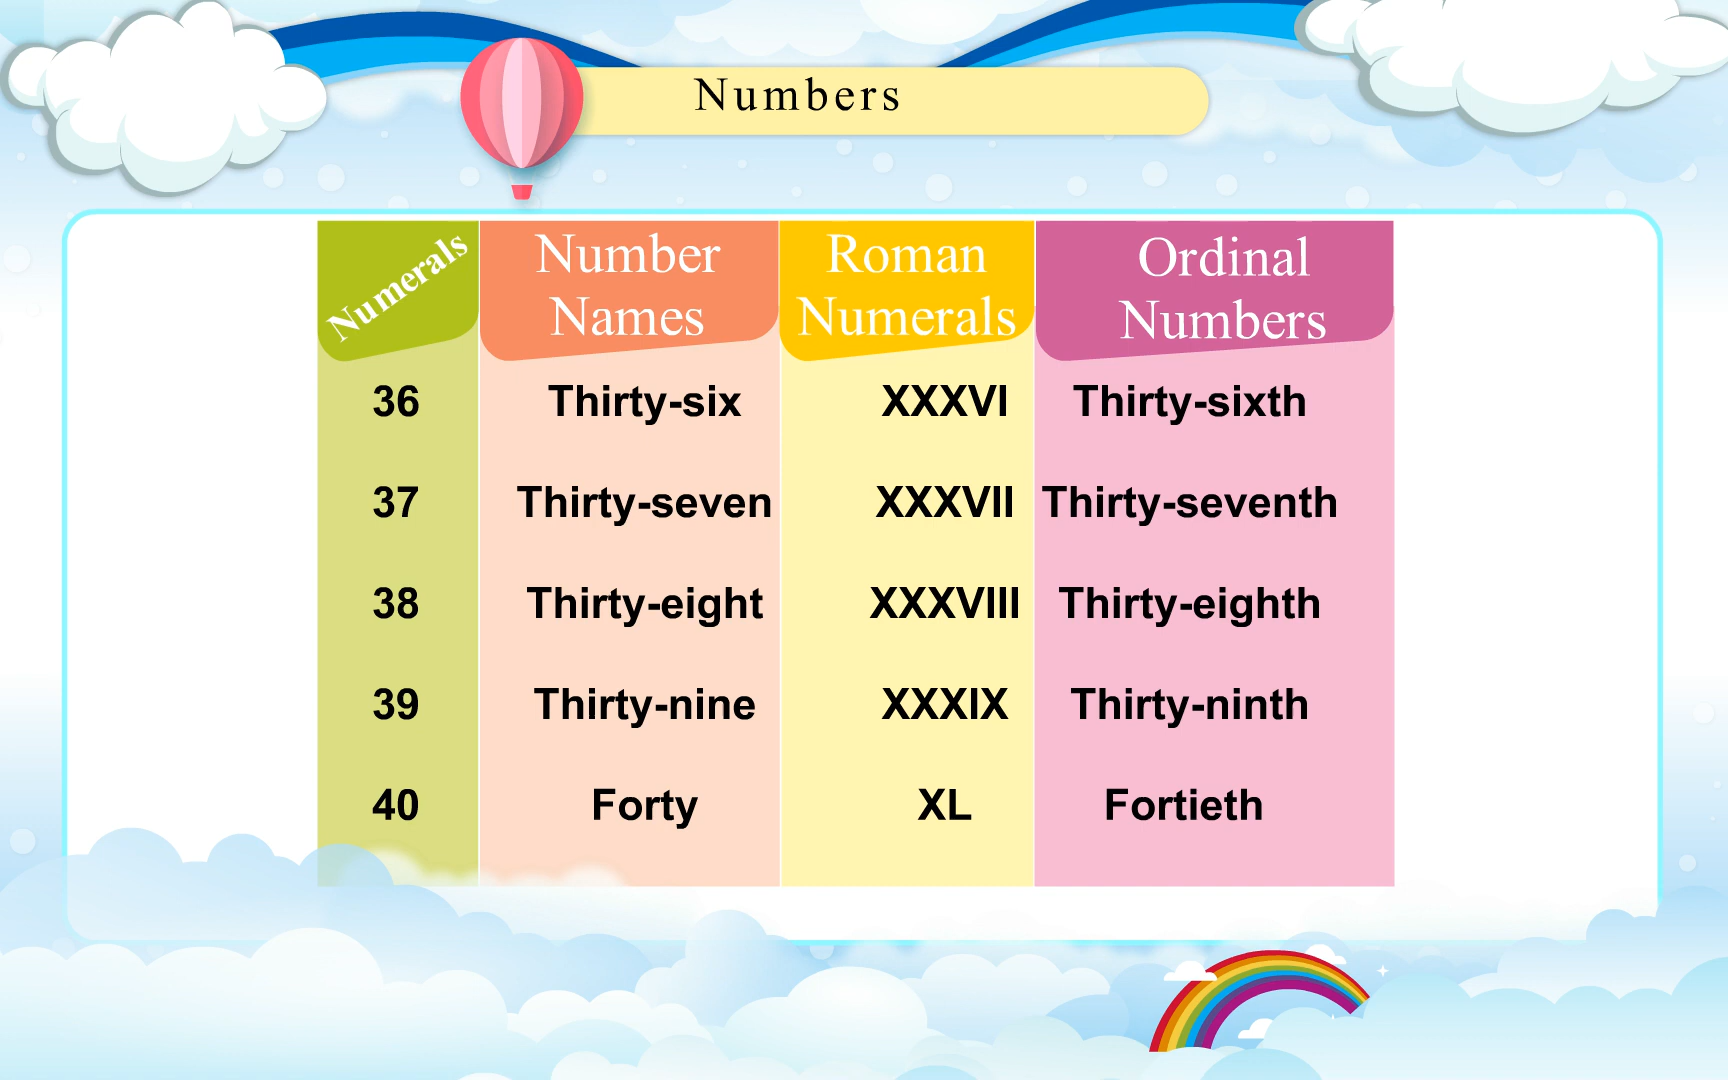 Numbers
Numerals
Number Names
Roman Numerals
Ordinal Numbers
36 Thirty-six XXXVI Thirty-sixth
37 Thirty-seven XXXVII Thirty-seventh
38 Thirty-eight XXXVIII Thirty-eighth
39 Thirty-nine XXXIX Thirty-ninth
40 Forty XL Fortieth